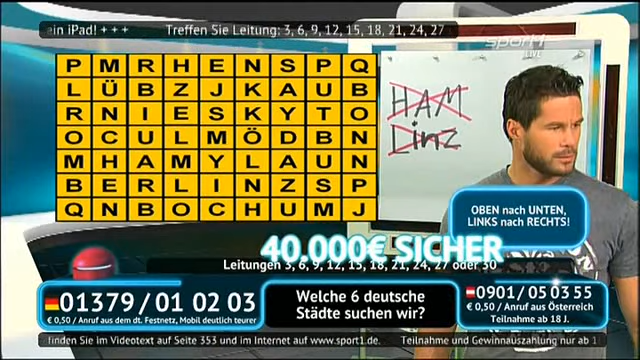 ein iPad! + + + Treffen Sie Leitung: 3, 6, 9, 12, 15, 18, 21, 24, 27
sport1
LIVE
P M R H E N S P Q
L Ü B Z J K A U B
R N I E S K Y T O
O C U L M Ö D B N
M H A M Y L A U N
B E R L I N Z S P
Q N B O C H U M J
HAM
Linz
OBEN nach UNTEN,
LINKS nach RECHTS!
40.000€ SICHER
Leitungen 3, 6, 9, 12, 15, 18, 21, 24, 27 oder 30
01379/01 02 03
€ 0,50 / Anruf aus dem dt. Festnetz, Mobil deutlich teurer
Welche 6 deutsche
Städte suchen wir?
0901/05 03 55
€ 0,50 / Anruf aus Österreich
Teilnahme ab 18 J.
finden Sie im Videotext auf Seite 353 und im Internet auf www.sport1.de. Teilnahme und Gewinnauszahlung nur ab 1